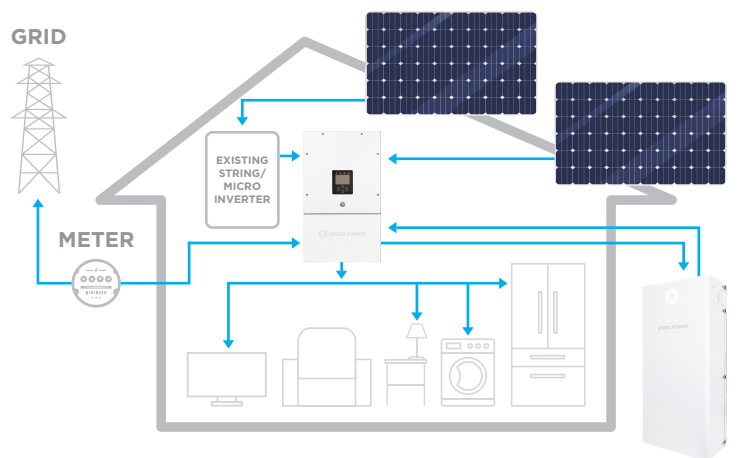 GRID
EXISTING
STRING/
MICRO
INVERTER
METER
STORZ POWER
STORZ POWER